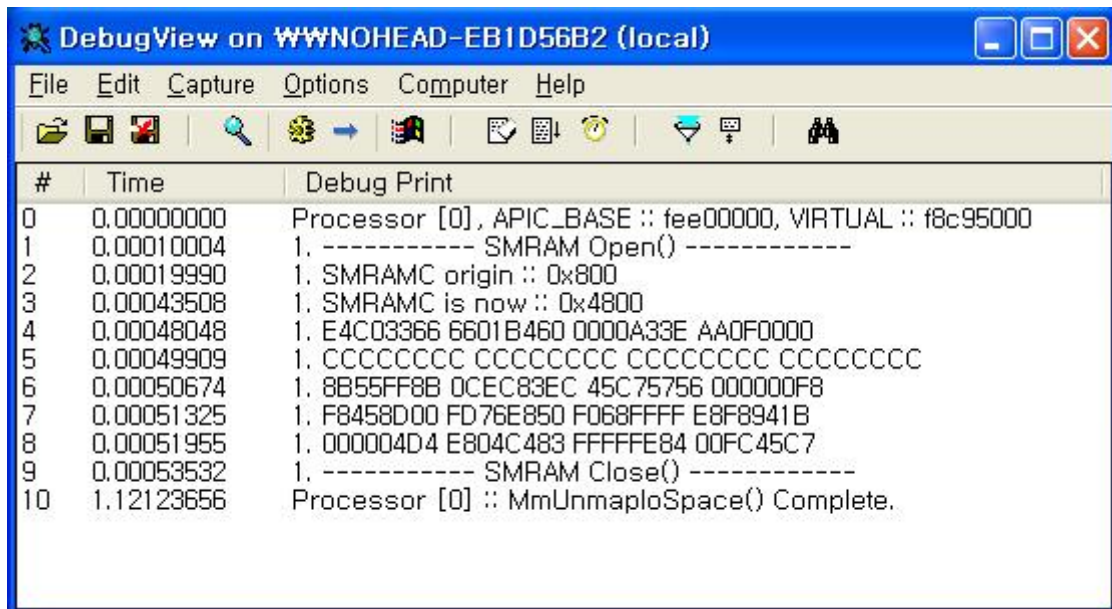 DebugView on ₩₩NOHEAD-EB1D56B2 (local)
File Edit Capture Options Computer Help
# Time Debug Print
0 0.00000000 Processor [0], APIC_BASE :: fee00000, VIRTUAL :: f8c95000
1 0.00010004 1. ----------- SMRAM Open() ------------
2 0.00019990 1. SMRAMC origin :: 0x800
3 0.00043508 1. SMRAMC is now :: 0x4800
4 0.00048048 1. E4C03366 6601B460 0000A33E AA0F0000
5 0.00049909 1. CCCCCCCC CCCCCCCC CCCCCCCC CCCCCCCC
6 0.00050674 1. 8B55FF8B 0CEC83EC 45C75756 000000F8
7 0.00051325 1. F8458D00 FD76E850 F068FFFF E8F8941B
8 0.00051955 1. 000004D4 E804C483 FFFFFE84 00FC45C7
9 0.00053532 1. ----------- SMRAM Close() ------------
10 1.12123656 Processor [0] :: MmUnmapIoSpace() Complete.